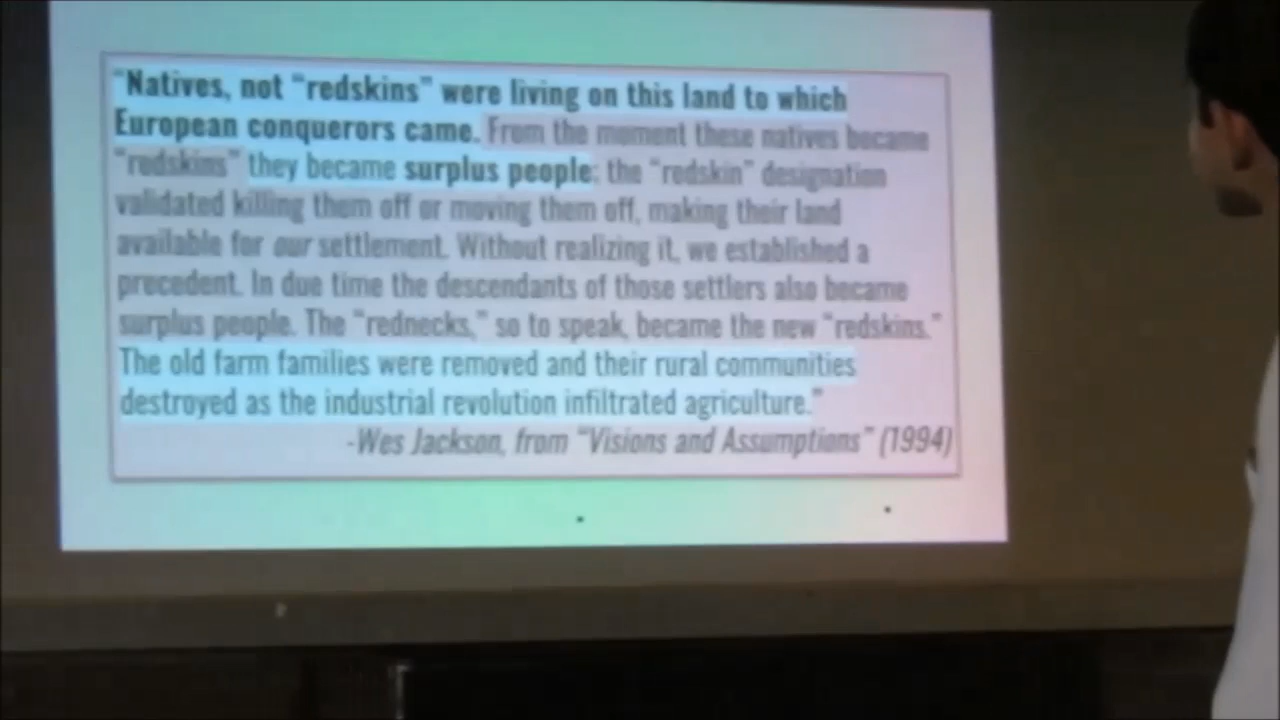 "Natives, not "redskins" were living on this land to which
European conquerors came. From the moment these natives became
"redskins" they became surplus people; the "redskin" designation
validated killing them off or moving them off, making their land
available for our settlement. Without realizing it, we established a
precedent. In due time the descendants of those settlers also became
surplus people. The "rednecks," so to speak, became the new "redskins."
The old farm families were removed and their rural communities
destroyed as the industrial revolution infiltrated agriculture."
-Wes Jackson, from "Visions and Assumptions" (1994)